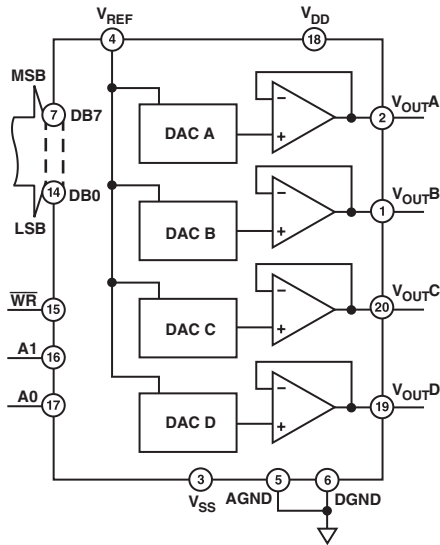 VREF
VDD
4
18
MSB
7
DB7
DAC A
−
+
2
VOUTA
14
DB0
LSB
DAC B
−
+
1
VOUTB
WR
15
DAC C
−
+
20
VOUTC
A1
16
A0
17
DAC D
−
+
19
VOUTD
3
5
6
VSS
AGND
DGND